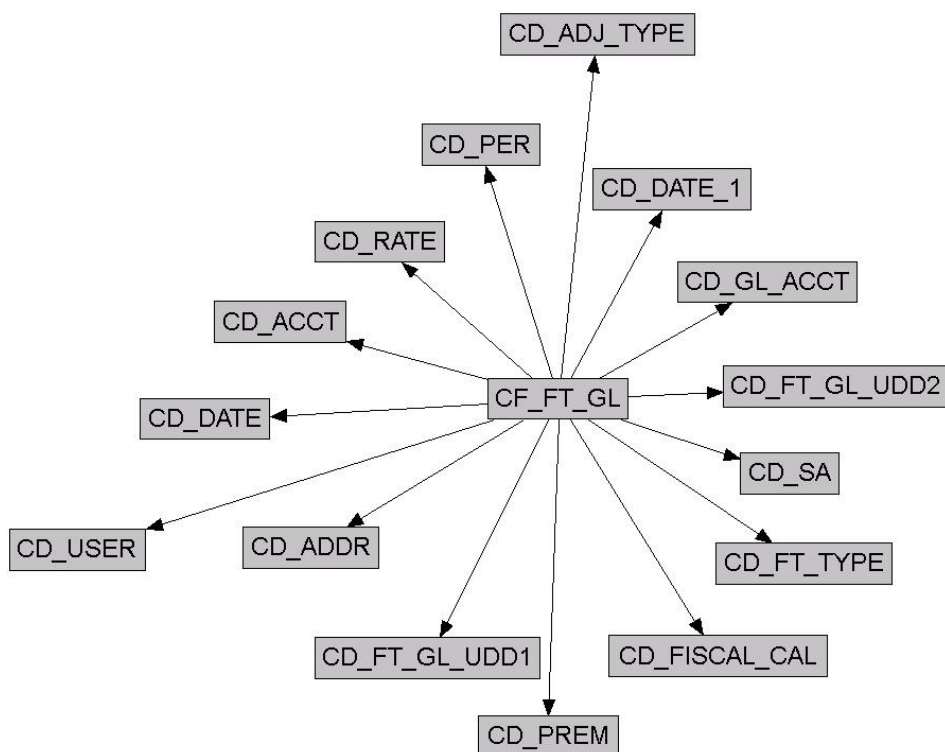 CD_ADJ_TYPE
CD_PER
CD_DATE_1
CD_RATE
CD_GL_ACCT
CD_ACCT
CD_FT_GL_UDD2
CF_FT_GL
CD_DATE
CD_SA
CD_USER
CD_ADDR
CD_FT_TYPE
CD_FT_GL_UDD1
CD_FISCAL_CAL
CD_PREM